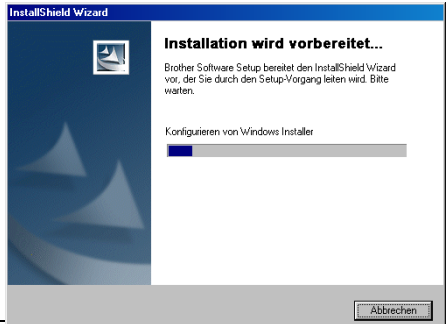 InstallShield Wizard
Installation wird vorbereitet...
Brother Software Setup bereitet den InstallShield Wizard
vor, der Sie durch den Setup-Vorgang leiten wird. Bitte
warten.
Konfigurieren von Windows Installer
Abbrechen